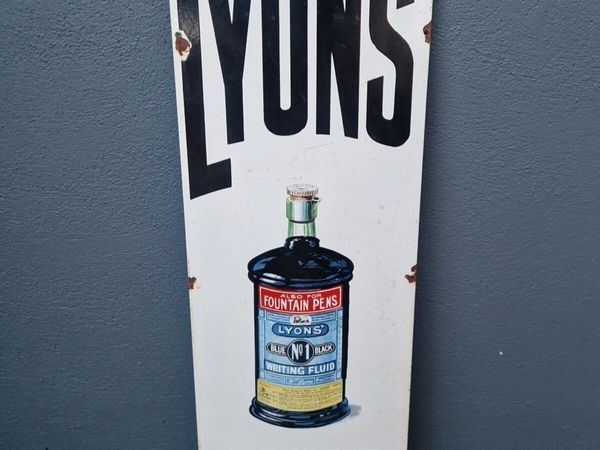 LYONS
ALSO FOR
FOUNTAIN PENS
LYONS'
BLUE No 1 BLACK
WRITING FLUID